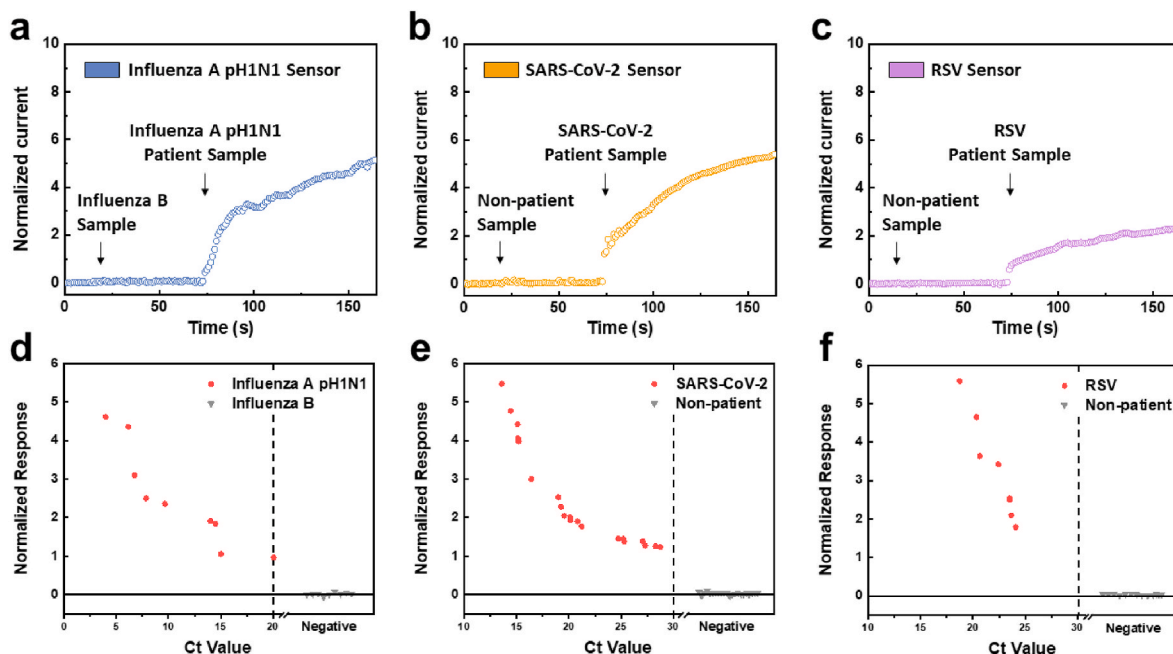 a
Normalized current
10
8
6
4
2
0
Influenza A pH1N1 Sensor
Influenza A pH1N1
Patient Sample
Influenza B
Sample
0
50
100
150
Time (s)
b
Normalized current
10
8
6
4
2
0
SARS-CoV-2 Sensor
SARS-CoV-2
Patient Sample
Non-patient
Sample
0
50
100
150
Time (s)
c
Normalized current
10
8
6
4
2
0
RSV Sensor
RSV
Patient Sample
Non-patient
Sample
0
50
100
150
Time (s)
d
Normalized Response
6
5
4
3
2
1
0
Influenza A pH1N1
Influenza B
0
5
10
15
20
Negative
Ct Value
e
Normalized Response
6
5
4
3
2
1
0
SARS-CoV-2
Non-patient
10
15
20
25
30
Negative
Ct Value
f
Normalized Response
6
5
4
3
2
1
0
RSV
Non-patient
10
15
20
25
30
Negative
Ct Value